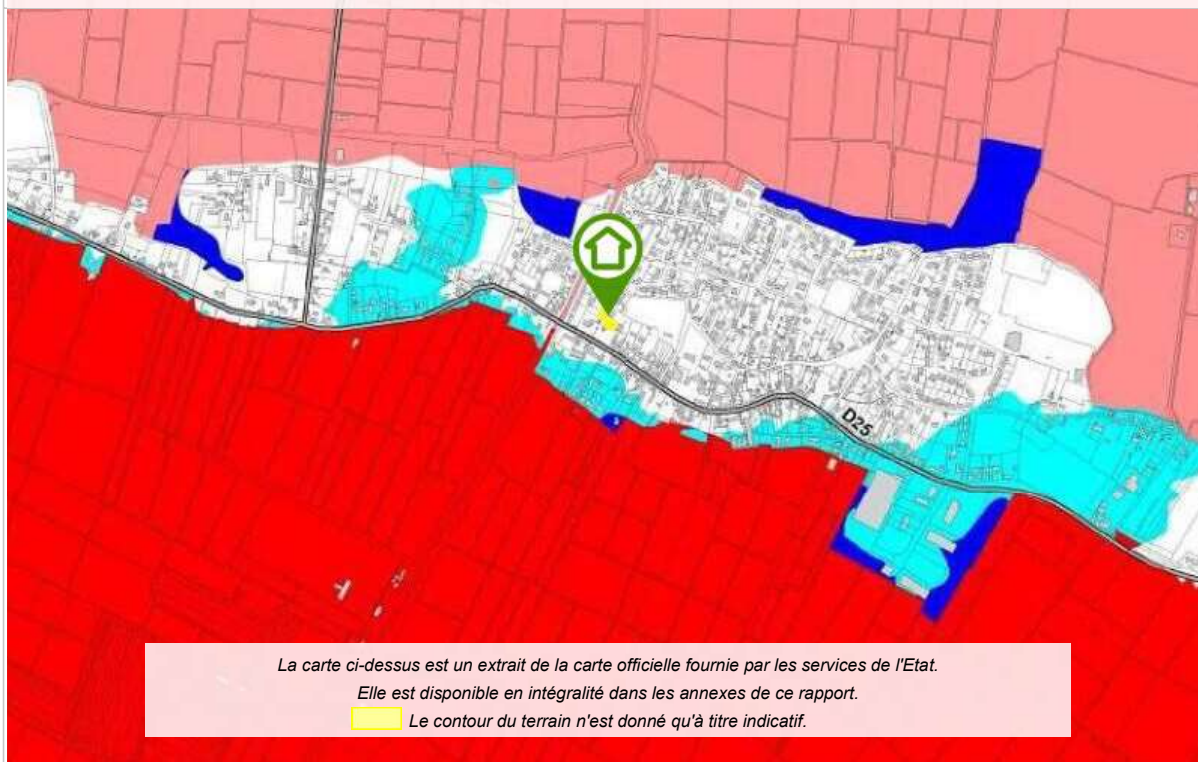 D25
La carte ci-dessus est un extrait de la carte officielle fournie par les services de l'Etat.
Elle est disponible en intégralité dans les annexes de ce rapport.
Le contour du terrain n'est donné qu'à titre indicatif.